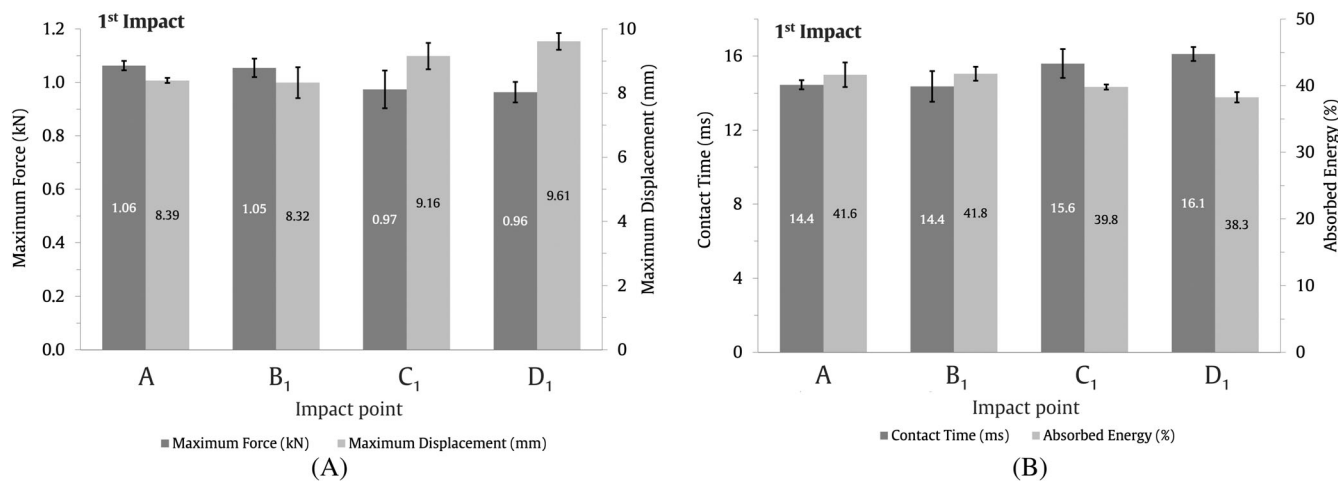 1st Impact
1.2
1.0
0.8
0.6
0.4
0.2
0.0
Maximum Force (kN)
10
8
6
4
2
0
Maximum Displacement (mm)
1.06
8.39
1.05
8.32
0.97
9.16
0.96
9.61
A
B1
C1
D1
Impact point
Maximum Force (kN) Maximum Displacement (mm)
(A)
1st Impact
16
12
8
4
0
Contact Time (ms)
50
40
30
20
10
0
Absorbed Energy (%)
14.4
41.6
14.4
41.8
15.6
39.8
16.1
38.3
A
B1
C1
D1
Impact point
Contact Time (ms) Absorbed Energy (%)
(B)